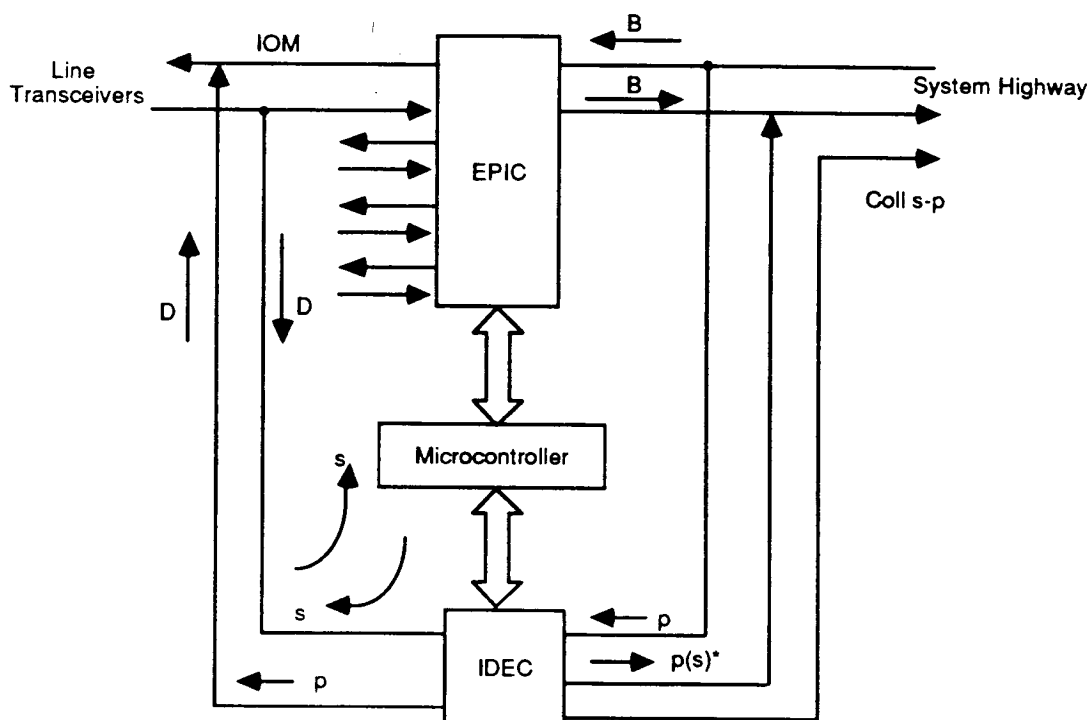 B
IOM
Line
Transceivers
B
System Highway
EPIC
Coll s-p
D
D
Microcontroller
s
s
p
p(s)*
IDEC
p